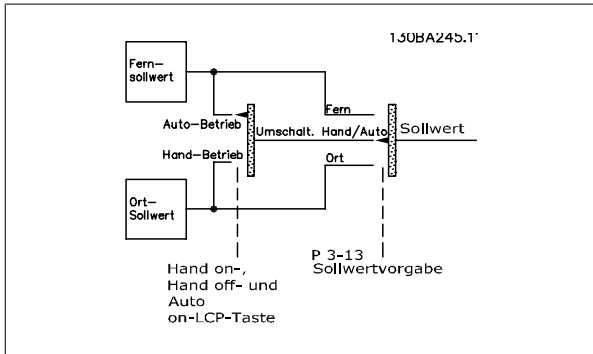 130BA245.1
Fern-
sollwert
Fern
Auto-Betrieb
Umschalt. Hand/Auto
Sollwert
Hand-Betrieb
Ort
Ort-
Sollwert
P 3-13
Sollwertvorgabe
Hand on-,
Hand off- und
Auto
on-LCP-Taste